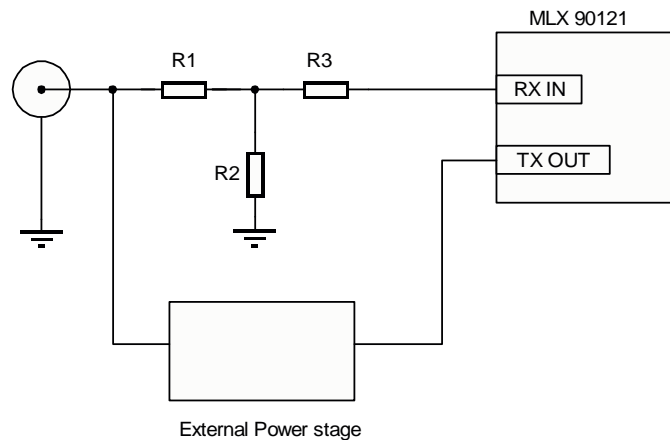 MLX 90121
R1
R3
RX IN
TX OUT
R2
External Power stage